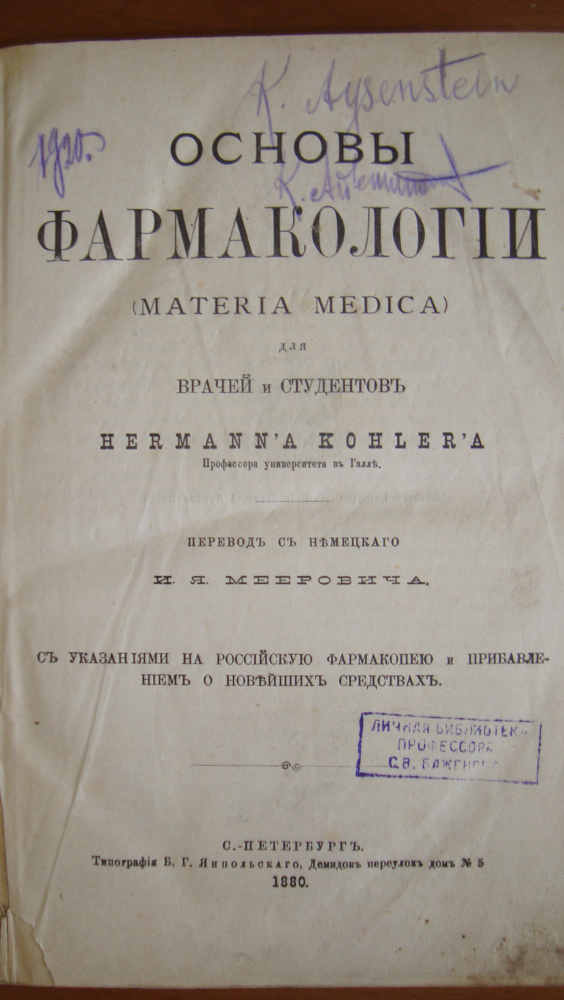 K. Aysenstein
1920.
ОСНОВЫ
ФАРМАКОЛОГІИ
(MATERIA MEDICA)
ДЛЯ
ВРАЧЕЙ и СТУДЕНТОВЪ
HERMANN'A KOHLER'A
Профессора университета въ Галлѣ.
ПЕРЕВОДЪ СЪ НѢМЕЦКАГО
И. Я. МЕЕРОВИЧА.
СЪ УКАЗАНІЯМИ НА РОССІЙСКУЮ ФАРМАКОПЕЮ и ПРИБАВЛЕ-
НІЕМЪ О НОВѢЙШИХЪ СРЕДСТВАХЪ.
ЛИЧНАЯ БИБЛИОТЕКА
ПРОФЕССОРА
С.-ПЕТЕРБУРГЪ.
Типографія Б. Г. Янпольскаго, Демидовъ переулокъ домъ № 5
1880.